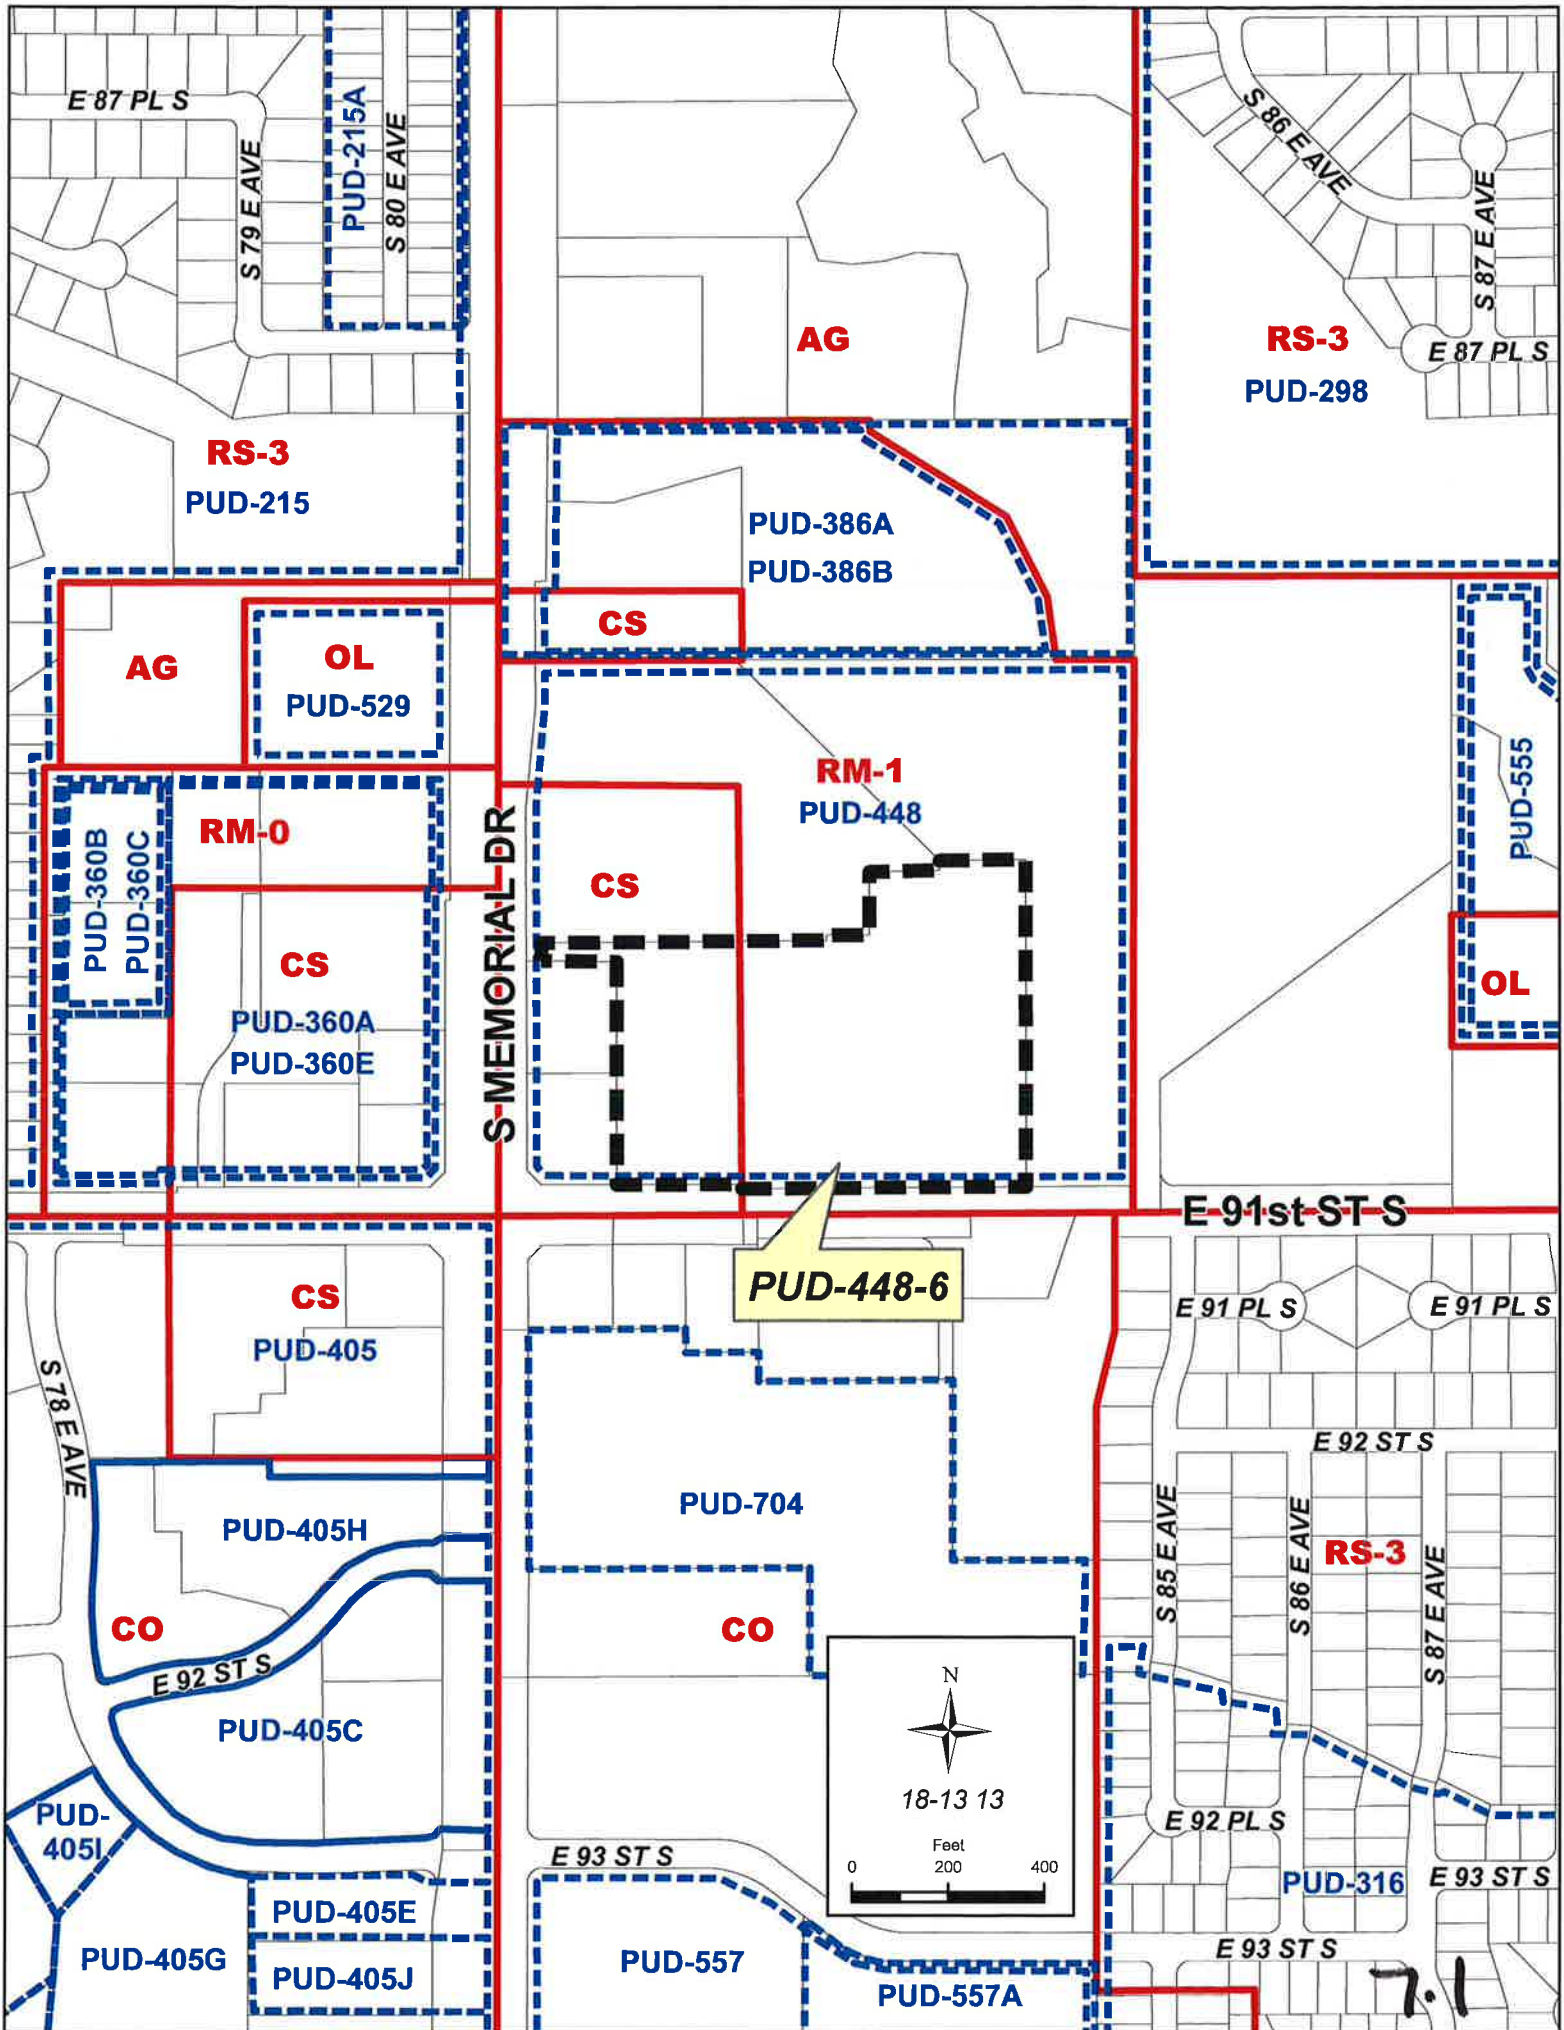 E 87 PL S
S 79 E AVE
PUD-215A
S 80 E AVE
S 86 E AVE
S 87 E AVE
E 87 PL S
AG
RS-3
PUD-298
RS-3
PUD-215
PUD-386A
PUD-386B
CS
AG
OL
PUD-529
RM-1
PUD-448
PUD-555
RM-0
PUD-360B
PUD-360C
CS
CS
PUD-360A
PUD-360E
S MEMORIAL DR
OL
E 91st ST S
PUD-448-6
CS
PUD-405
E 91 PL S
E 91 PL S
S 78 E AVE
E 92 ST S
PUD-704
PUD-405H
S 85 E AVE
S 86 E AVE
RS-3
S 87 E AVE
CO
CO
E 92 ST S
PUD-405C
N
18-13 13
Feet
0 200 400
PUD-
405I
E 92 PL S
E 93 ST S
PUD-316
E 93 ST S
PUD-405E
E 93 ST S
PUD-405G
PUD-405J
PUD-557
PUD-557A
7.1